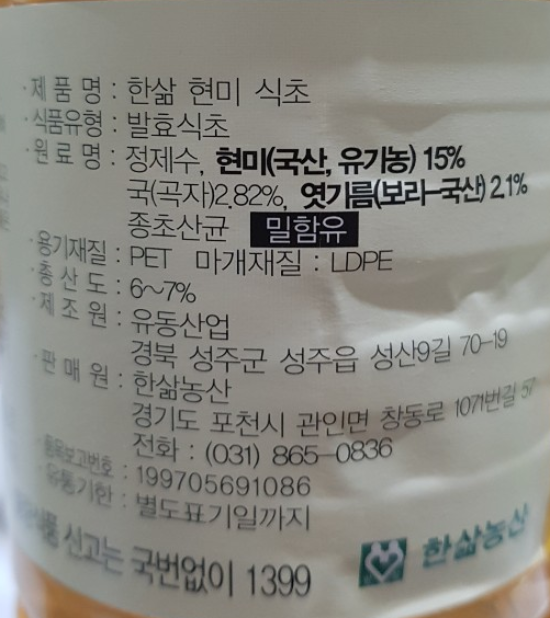 ·제 품 명 : 한삶 현미 식초
·식품유형 : 발효식초
·원 료 명 : 정제수, 현미(국산, 유기농) 15%
국(곡자)2.82%, 엿기름(보리-국산) 2.1%
종초산균 밀함유
·용기재질 : PET 마개재질 : LDPE
·총 산 도 : 6~7%
·제 조 원 : 유동산업
경북 성주군 성주읍 성산9길 70-19
·판 매 원 : 한삶농산
경기도 포천시 관인면 창동로 1071번길 57
전화 : (031) 865-0836
·품목보고번호 : 199705691086
·유통기한 : 별도표기일까지
신고는 국번없이 1399
한삶농산